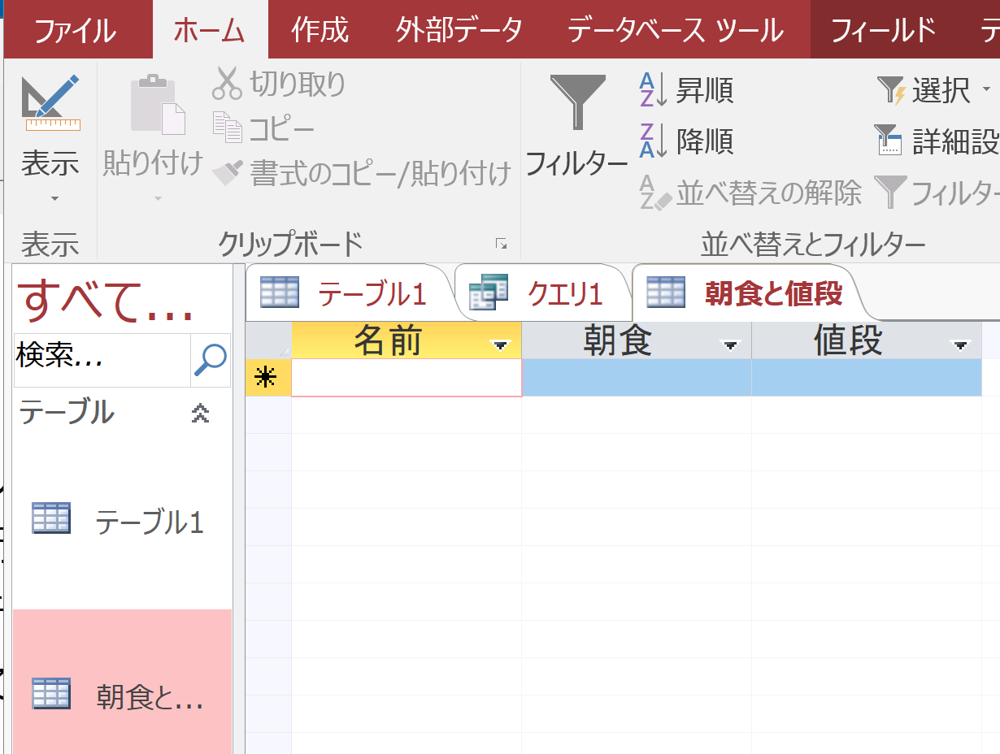 ファイル ホーム 作成 外部データ データベース ツール フィールド
表示
貼り付け
切り取り
コピー
書式のコピー/貼り付け
クリップボード
表示
フィルター
昇順
降順
並べ替えの解除
選択
詳細設
フィルター
並べ替えとフィルター
すべて...
検索...
テーブル
テーブル1
朝食と...
テーブル1 クエリ1 朝食と値段
名前 朝食 値段